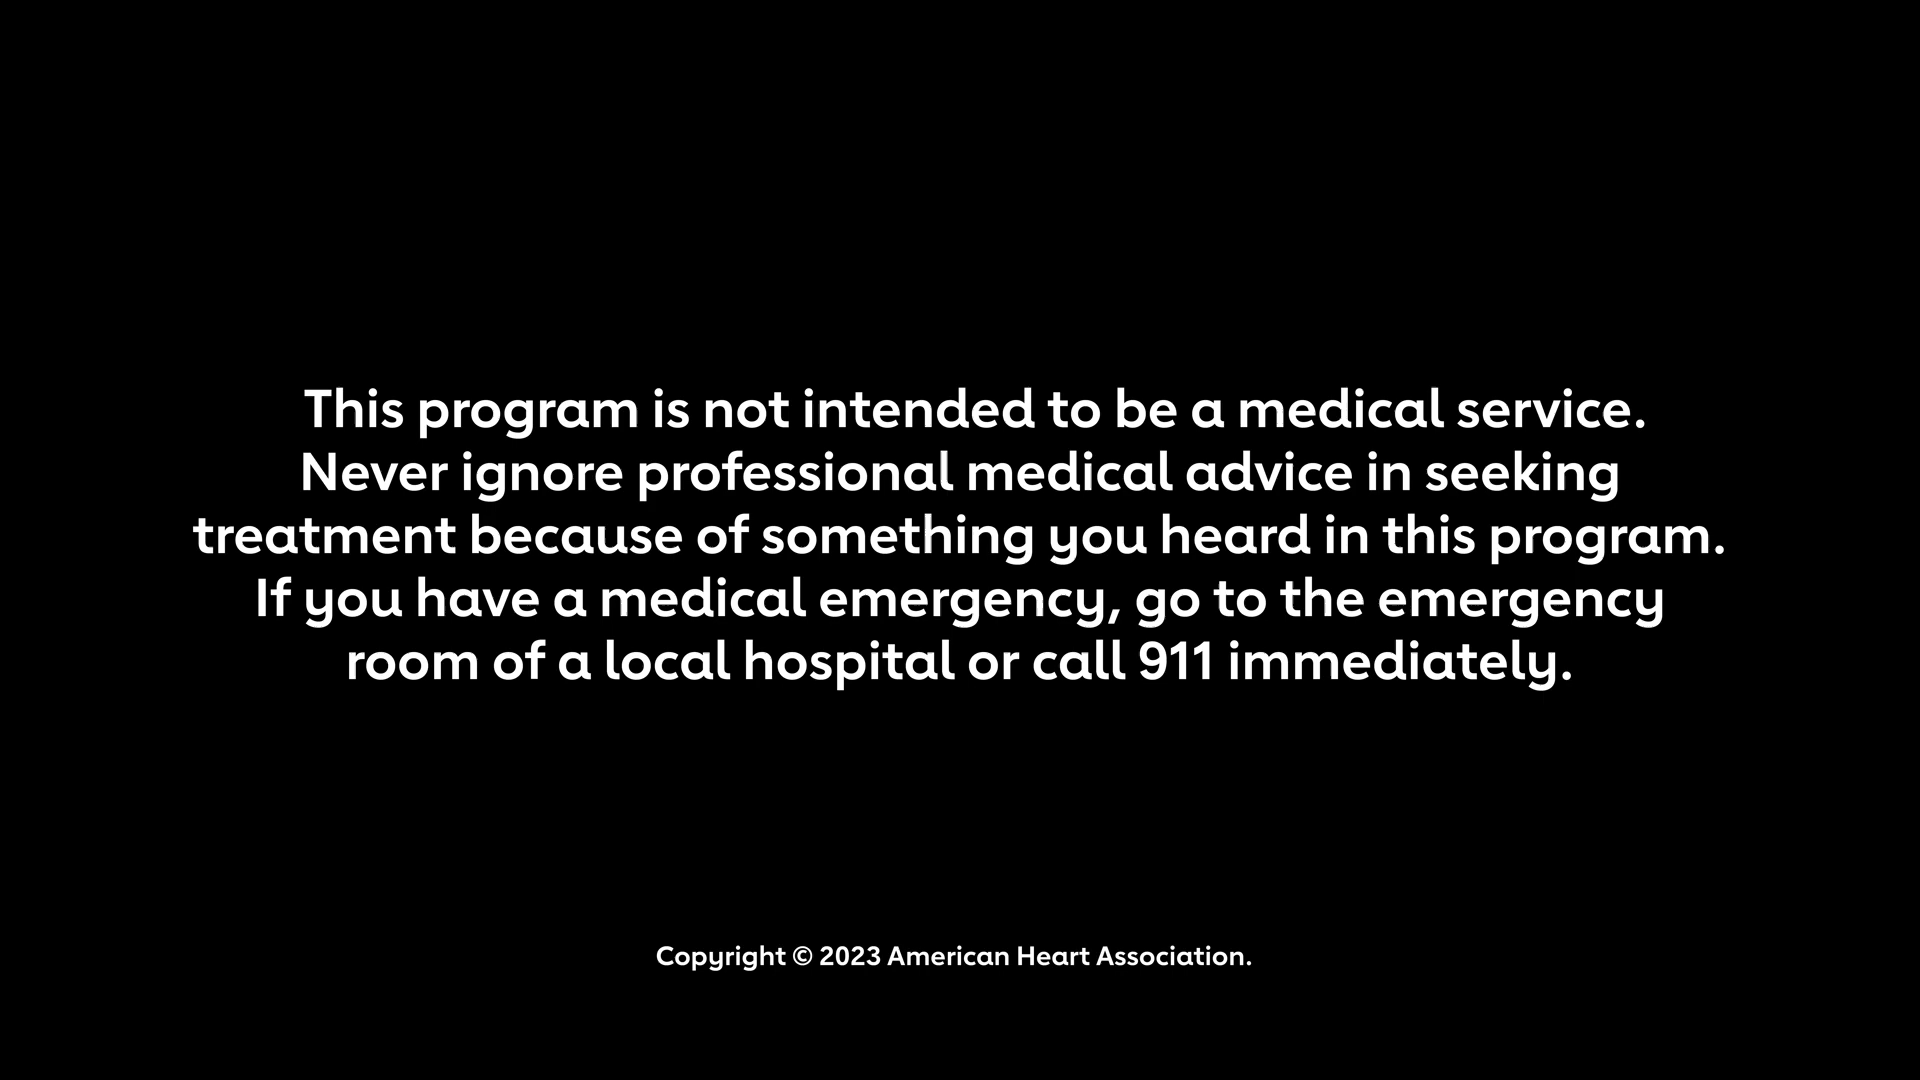 This program is not intended to be a medical service.
Never ignore professional medical advice in seeking
treatment because of something you heard in this program.
If you have a medical emergency, go to the emergency
room of a local hospital or call 911 immediately.
Copyright © 2023 American Heart Association.